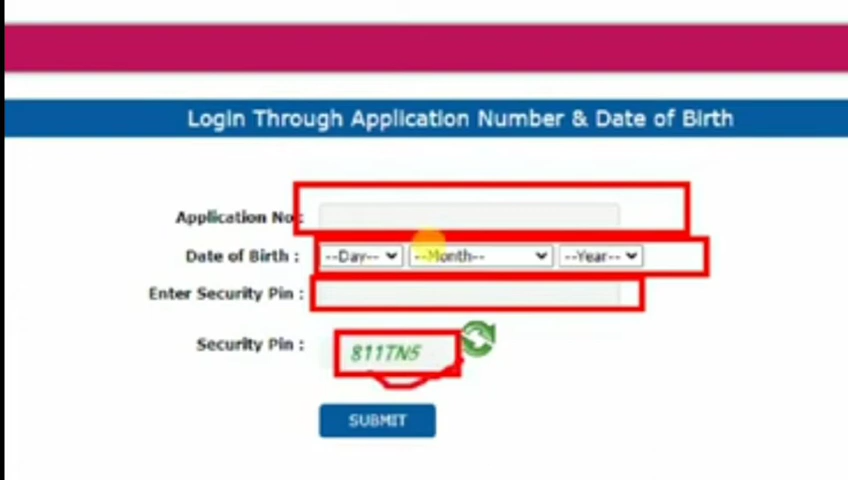 Login Through Application Number & Date of Birth
Application No:
Date of Birth : --Day-- --Month-- --Year--
Enter Security Pin :
Security Pin : 811TN5
SUBMIT